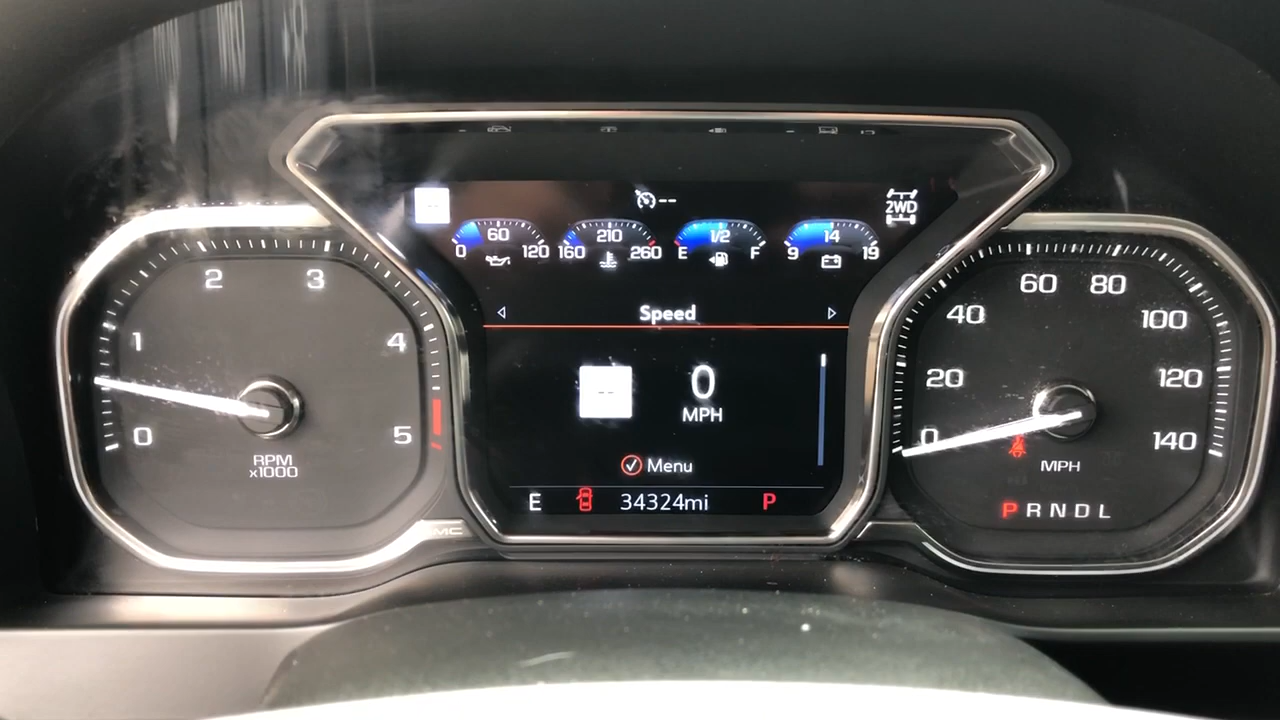 --
2WD
0 60 120
160 210 260
E 1/2 F
9 14 19
Speed
--
0
MPH
Menu
E 34324mi P
0
1
2
3
4
5
RPM
x1000
GMC
0
20
40
60
80
100
120
140
MPH
P R N D L